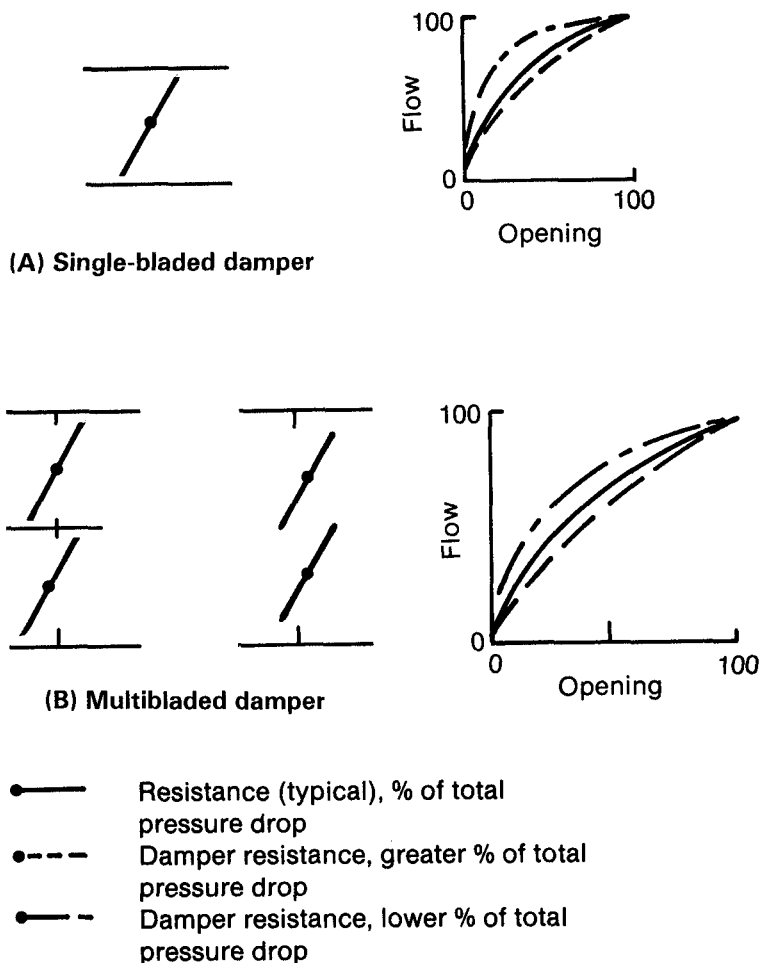 100
Flow
0
0
100
Opening
(A) Single-bladed damper
100
Flow
0
0
100
Opening
(B) Multibladed damper
Resistance (typical), % of total
pressure drop
Damper resistance, greater % of total
pressure drop
Damper resistance, lower % of total
pressure drop